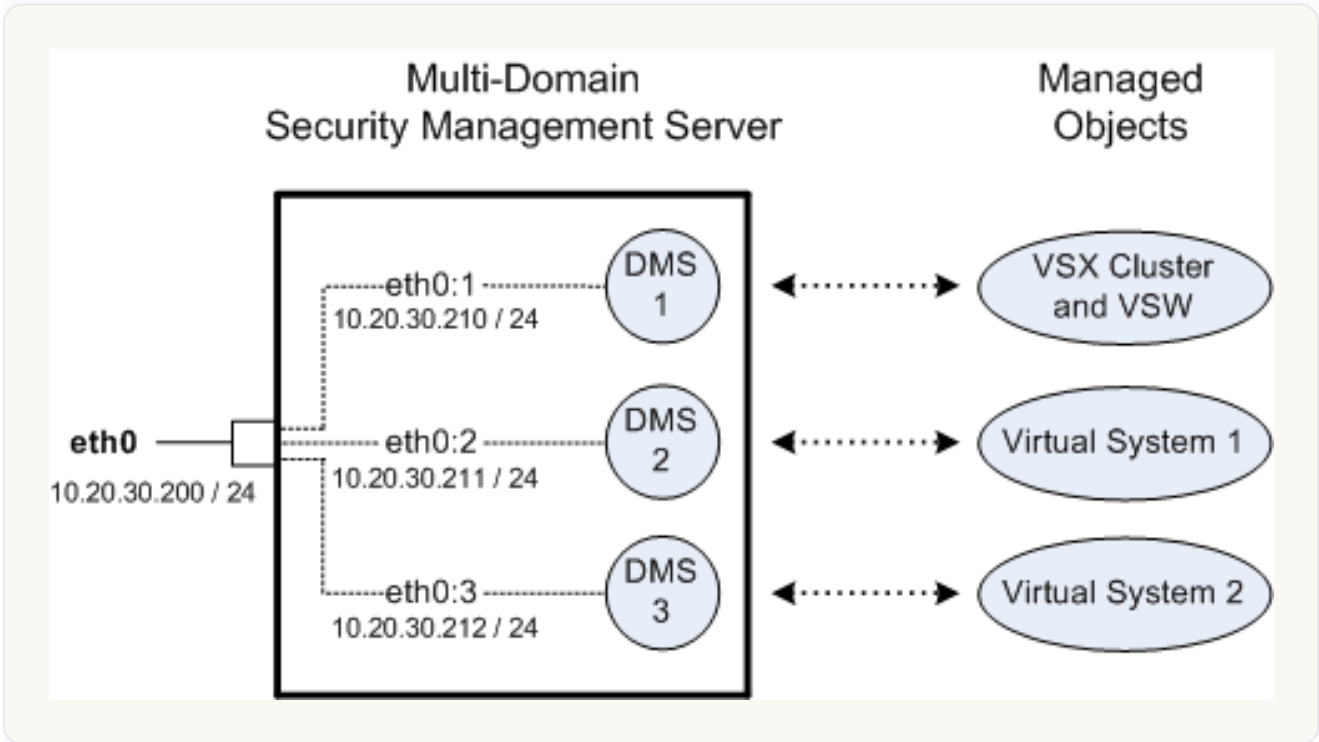 Multi-Domain
Security Management Server
Managed
Objects
DMS
1
eth0:1
10.20.30.210 / 24
VSX Cluster
and VSW
eth0
10.20.30.200 / 24
DMS
2
eth0:2
10.20.30.211 / 24
Virtual System 1
DMS
3
eth0:3
10.20.30.212 / 24
Virtual System 2